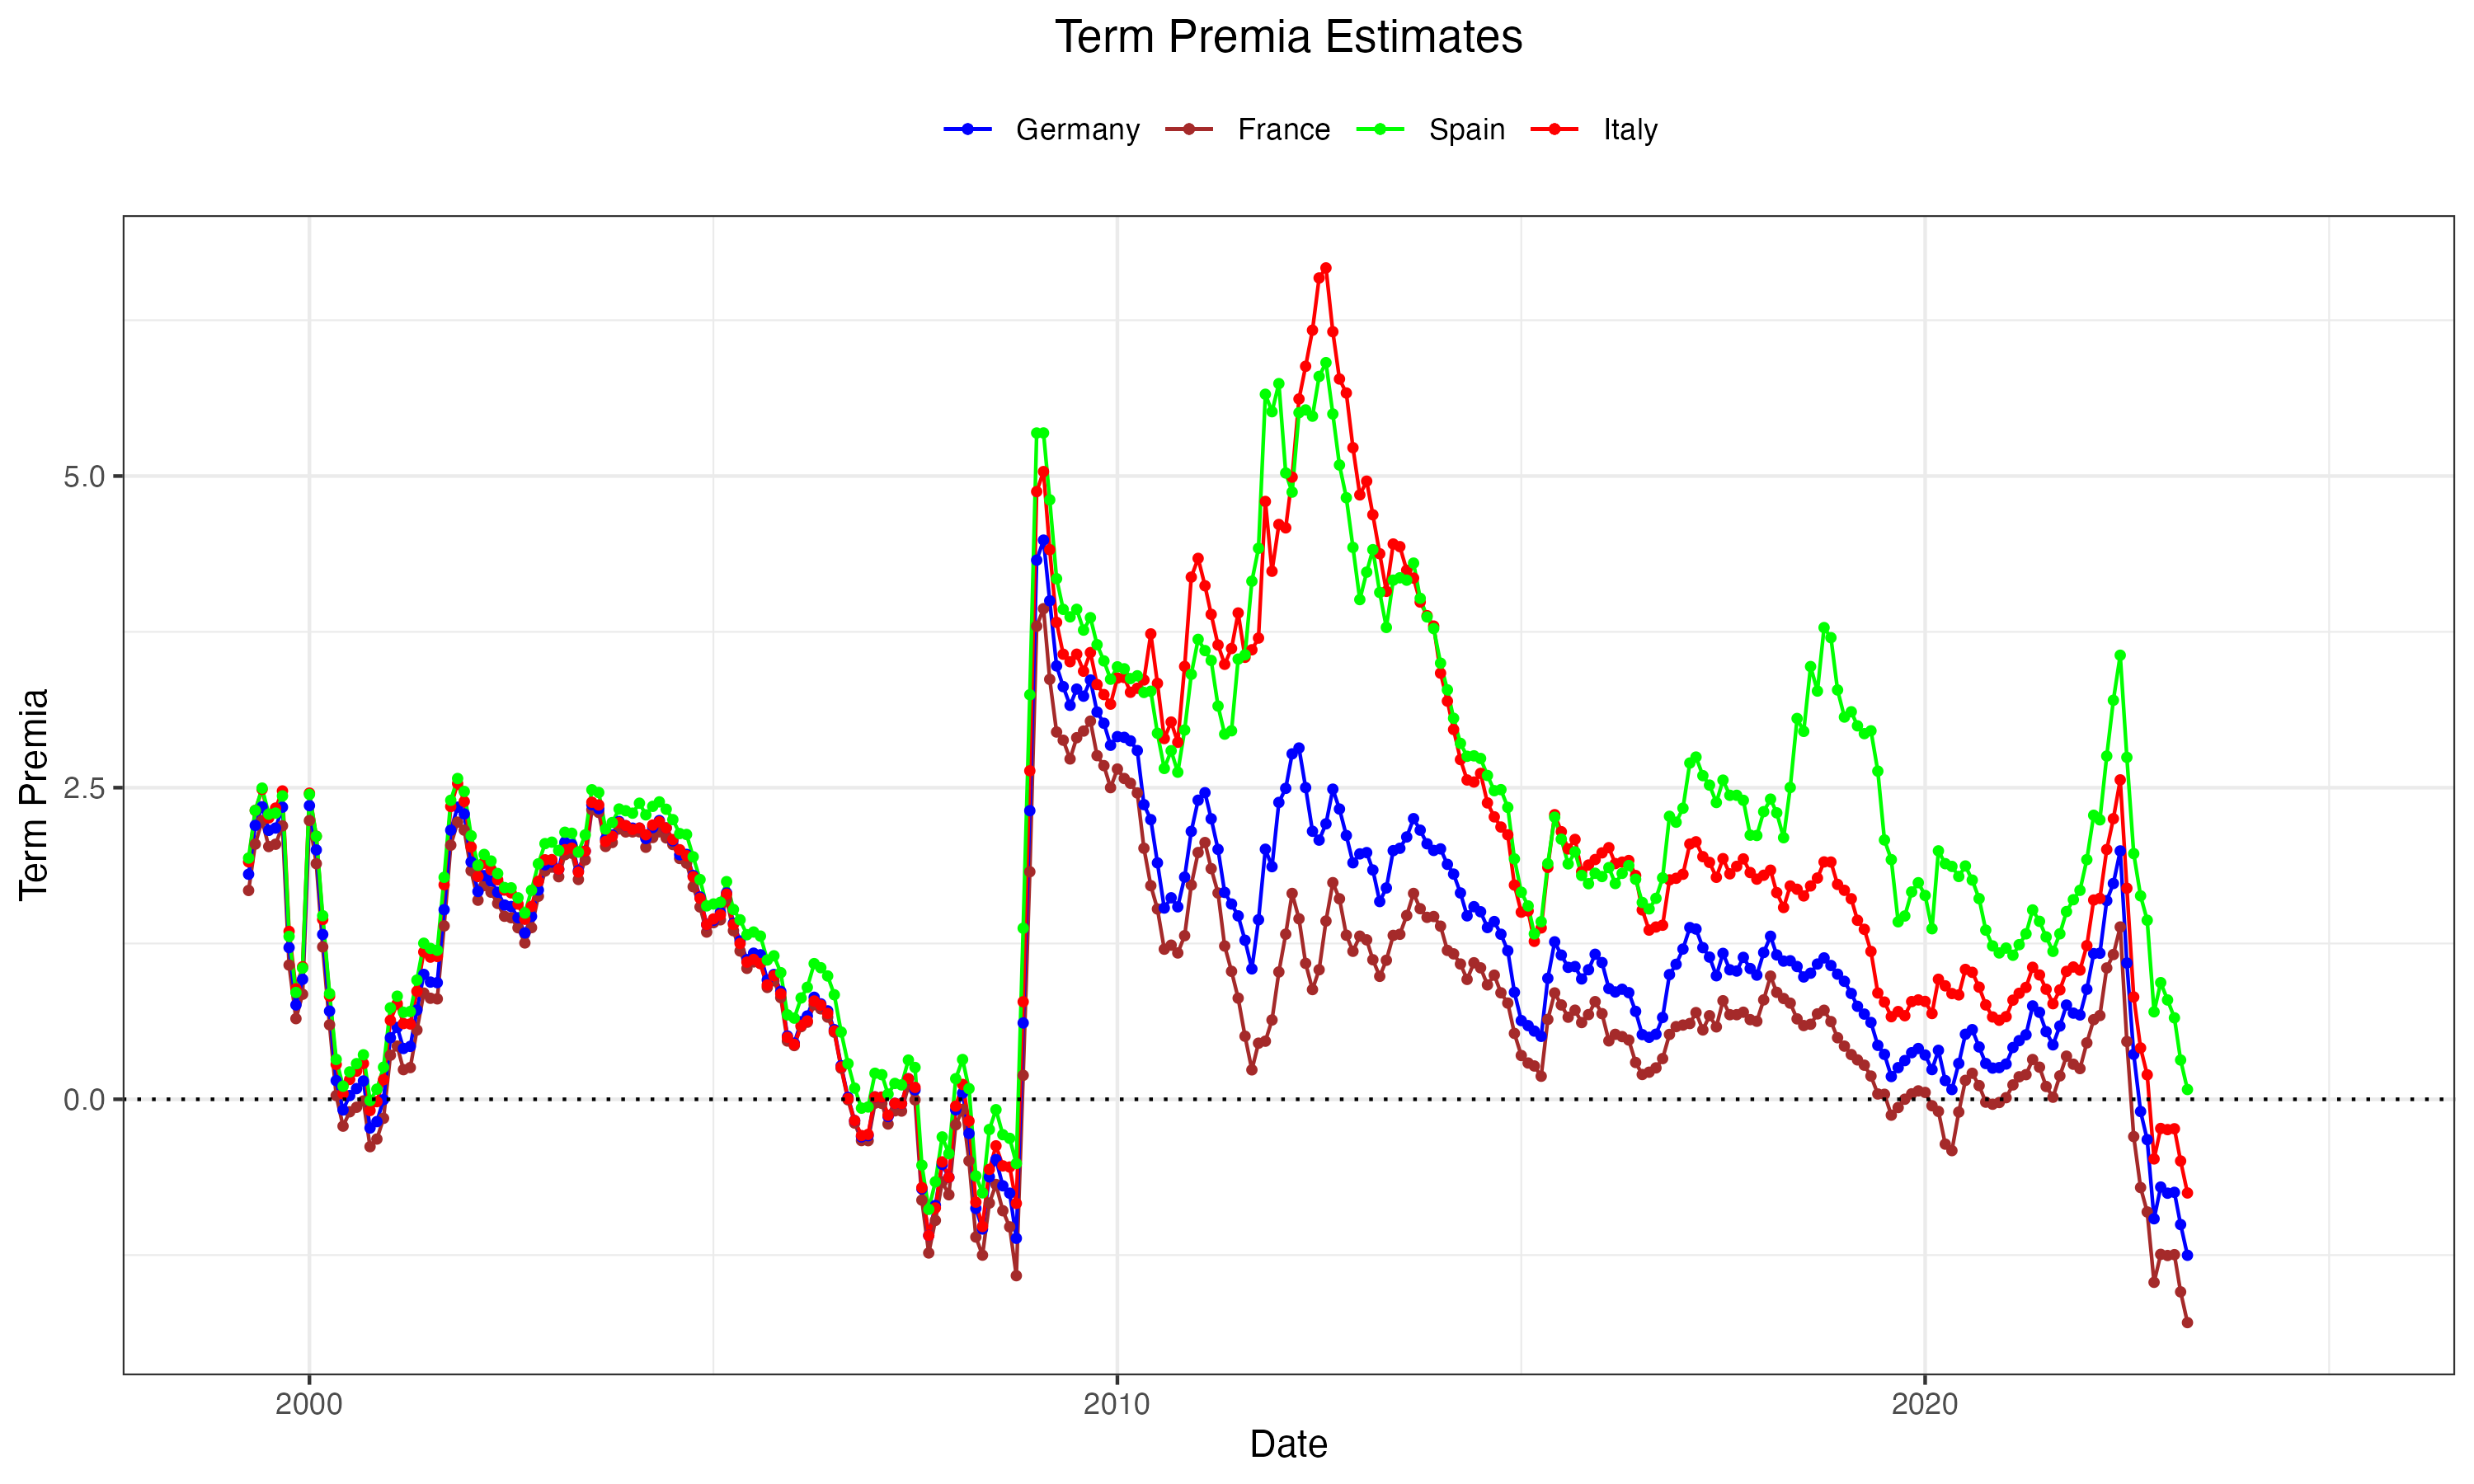 Term Premia Estimates
Germany France Spain Italy
Term Premia
5.0
2.5
0.0
2000 2010 2020
Date